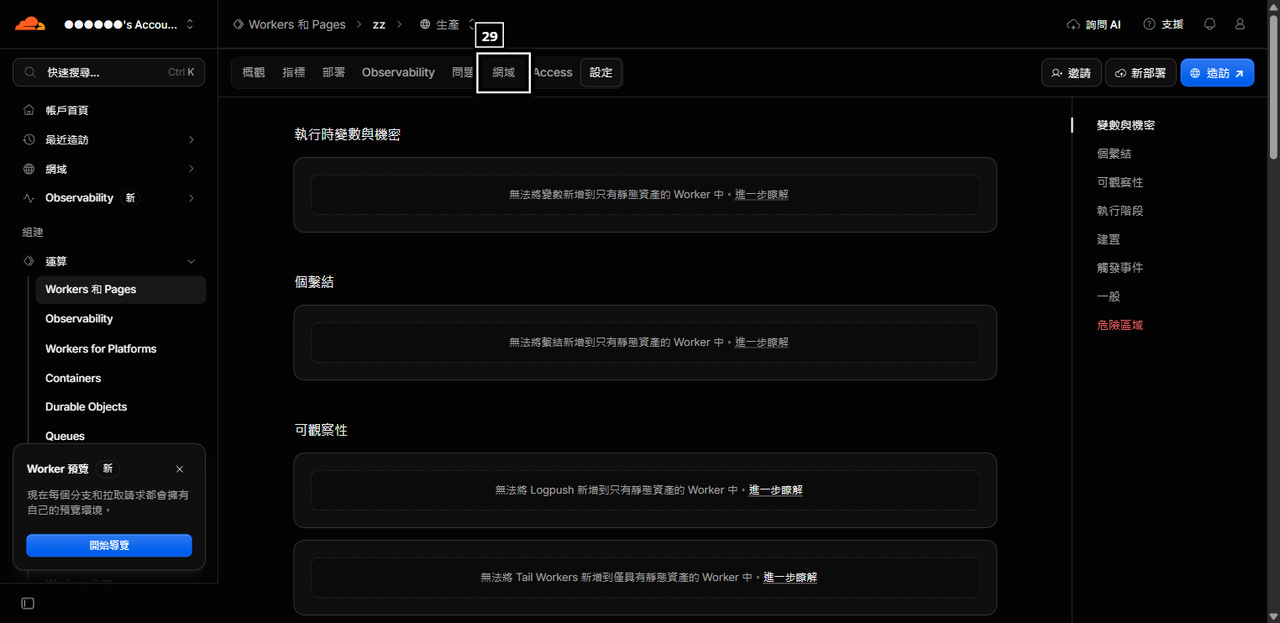 ●●●●●●'s Accou...
Workers 和 Pages > zz > 生產
詢問 AI
支援
29
快速搜尋... Ctrl K
概觀 指標 部署 Observability 問題 網域 Access 設定
邀請 新部署 造訪
帳戶首頁
最近造訪
網域
Observability 新
組建
運算
Workers 和 Pages
Observability
Workers for Platforms
Containers
Durable Objects
Queues
Worker 預覽 新
現在每個分支和拉取請求都會擁有
自己的預覽環境。
開始導覽
執行時變數與機密
無法將變數新增到只有靜態資產的 Worker 中。進一步瞭解
個繫結
無法將繫結新增到只有靜態資產的 Worker 中。進一步瞭解
可觀察性
無法將 Logpush 新增到只有靜態資產的 Worker 中。進一步瞭解
無法將 Tail Workers 新增到僅具有靜態資產的 Worker 中。進一步瞭解
變數與機密
個繫結
可觀察性
執行階段
建置
觸發事件
一般
危險區域